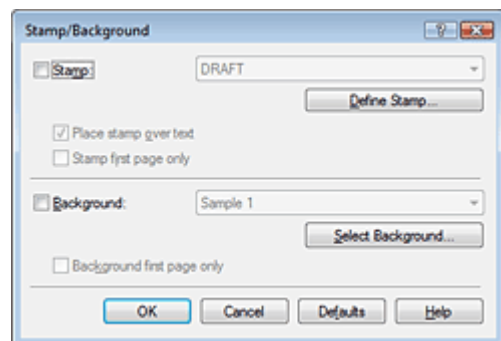 Stamp/Background
Stamp: DRAFT
Define Stamp...
Place stamp over text
Stamp first page only
Background: Sample 1
Select Background...
Background first page only
OK Cancel Defaults Help